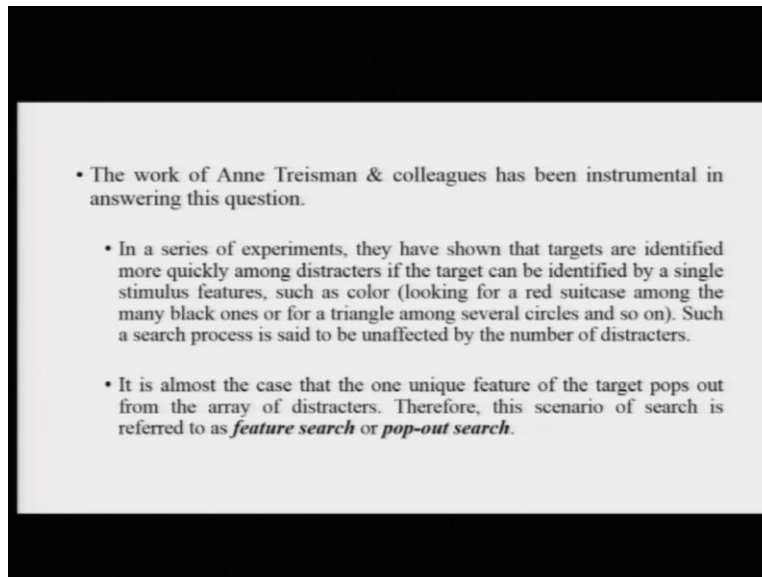 • The work of Anne Treisman & colleagues has been instrumental in
answering this question.
• In a series of experiments, they have shown that targets are identified
more quickly among distracters if the target can be identified by a single
stimulus features, such as color (looking for a red suitcase among the
many black ones or for a triangle among several circles and so on). Such
a search process is said to be unaffected by the number of distracters.
• It is almost the case that the one unique feature of the target pops out
from the array of distracters. Therefore, this scenario of search is
referred to as feature search or pop-out search.